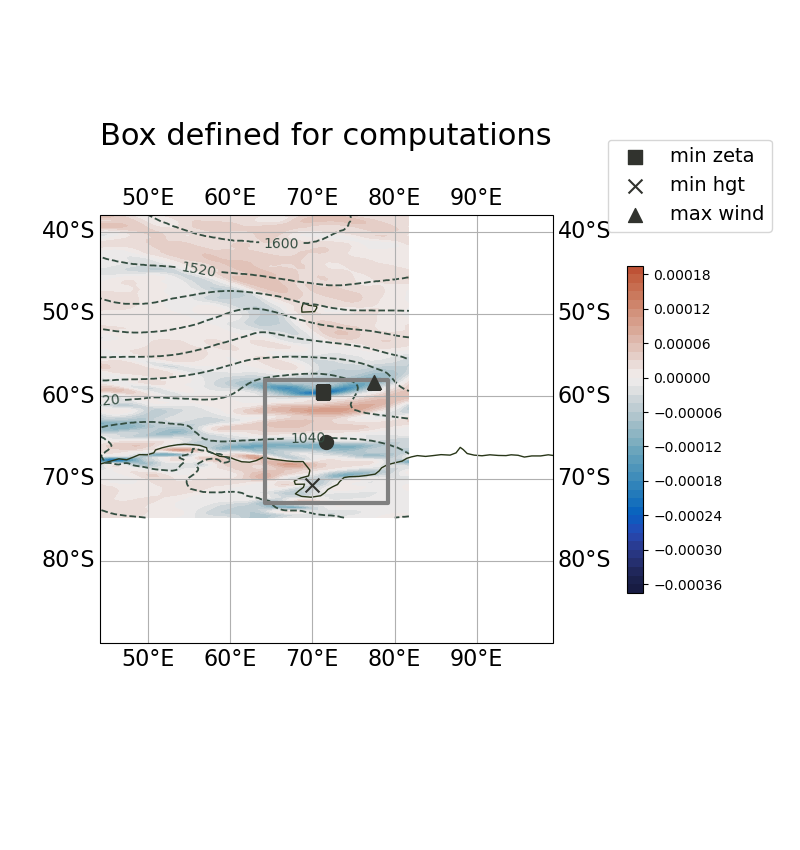 Box defined for computations
min zeta
min hgt
max wind
50°E 60°E 70°E 80°E 90°E
40°S 40°S
1600
1520
0.00018
50°S 50°S
0.00012
0.00006
0.00000
60°S 60°S
20
−0.00006
1040
−0.00012
70°S 70°S
−0.00018
−0.00024
80°S 80°S
−0.00030
−0.00036
50°E 60°E 70°E 80°E 90°E